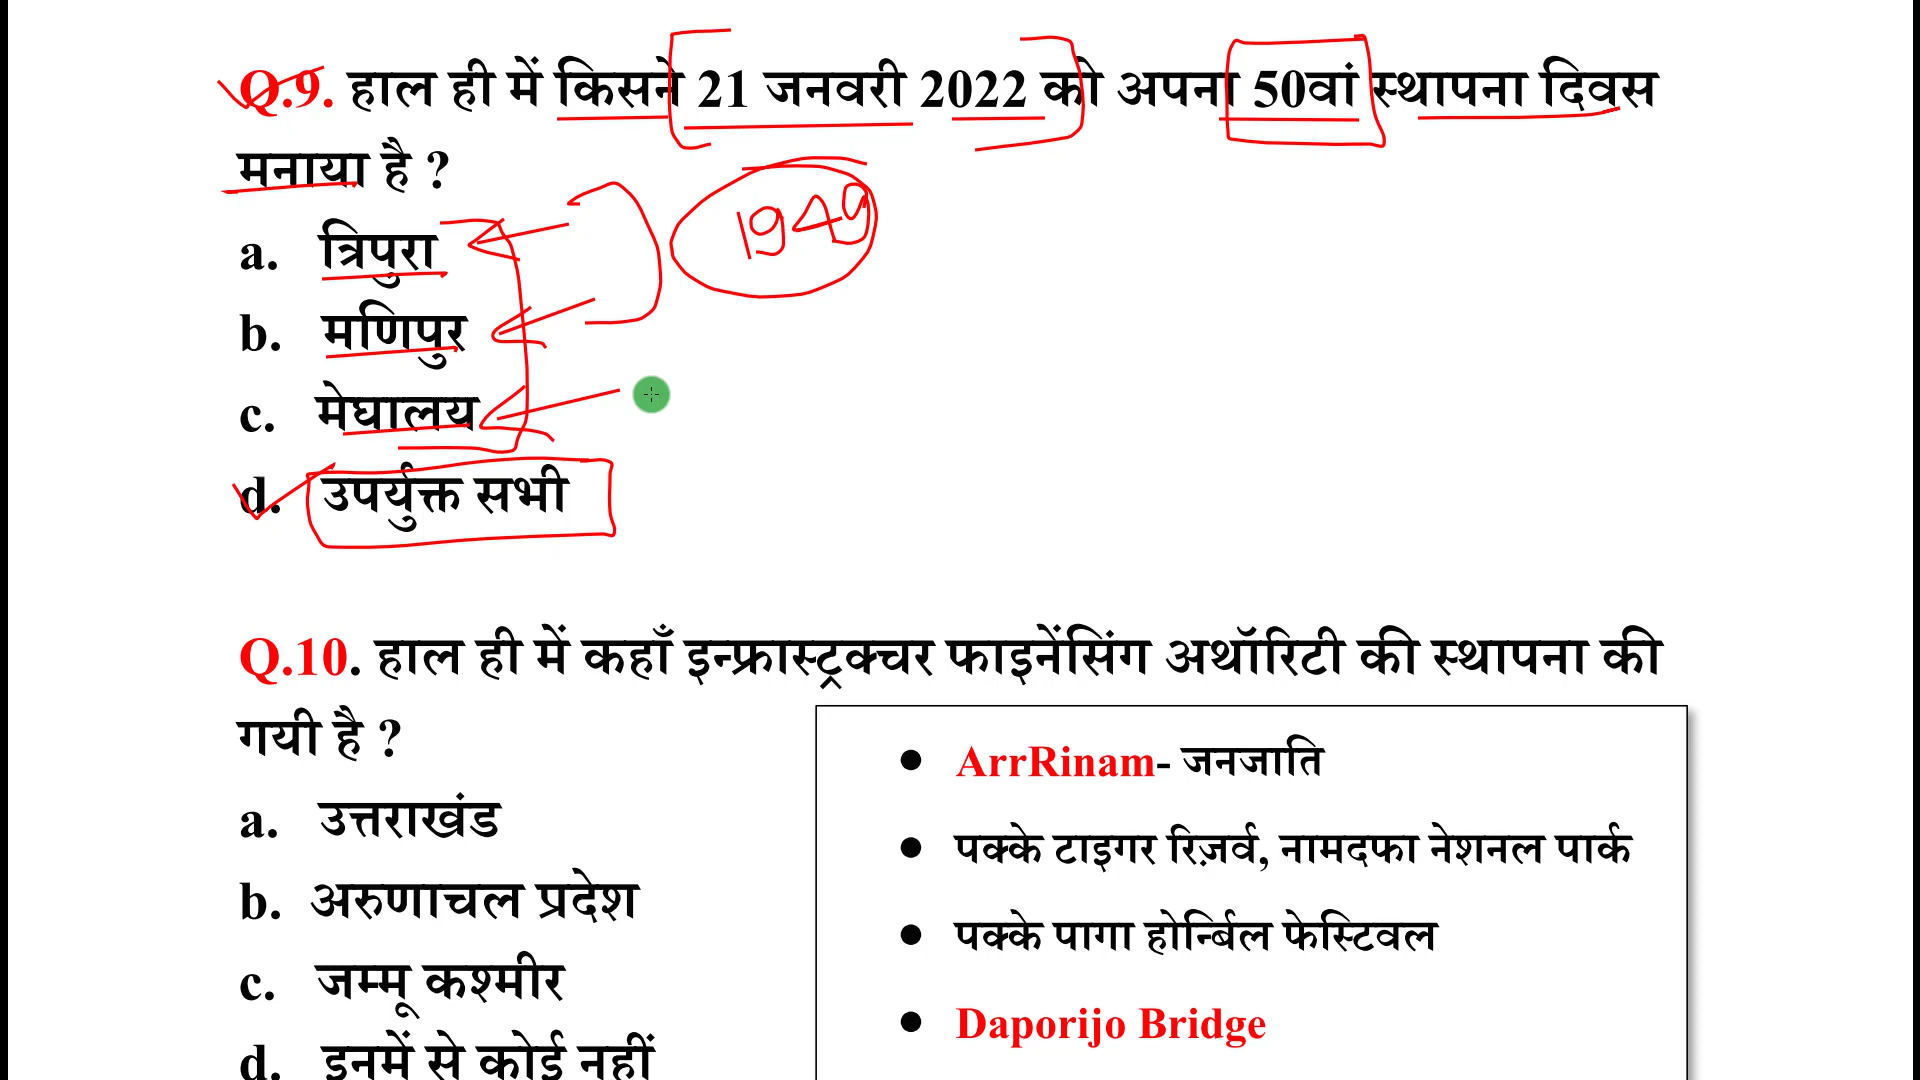 Q.9. हाल ही में किसने 21 जनवरी 2022 को अपना 50वां स्थापना दिवस
मनाया है ?
1949
a. त्रिपुरा
b. मणिपुर
c. मेघालय
d. उपर्युक्त सभी
Q.10. हाल ही में कहाँ इन्फ्रास्ट्रक्चर फाइनेंसिंग अथॉरिटी की स्थापना की
गयी है ?
a. उत्तराखंड
b. अरुणाचल प्रदेश
c. जम्मू कश्मीर
d. इनमें से कोई नहीं
ArrRinam- जनजाति
पक्के टाइगर रिज़र्व, नामदफा नेशनल पार्क
पक्के पागा होर्न्बिल फेस्टिवल
Daporijo Bridge